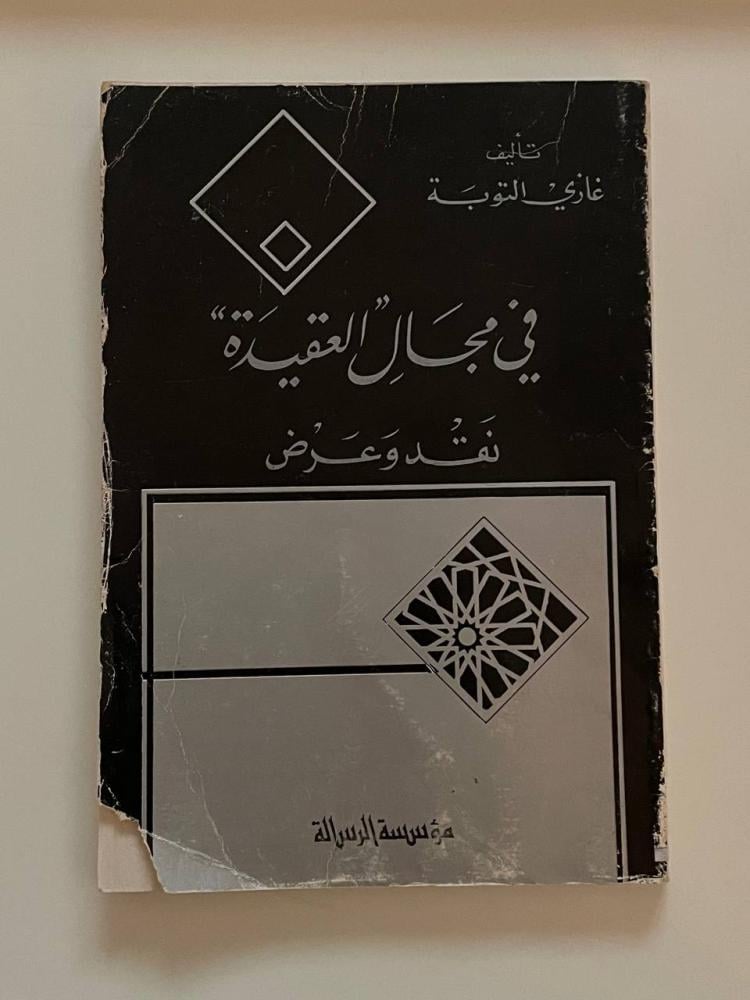 تأليف
غازي التوبة
في مجال "العقيدة"
نقد وعرض
مؤسسة الرسالة